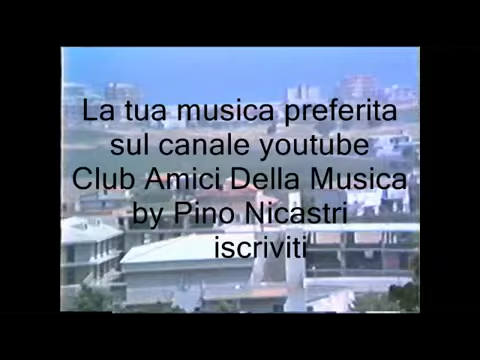 La tua musica preferita
sul canale youtube
Club Amici Della Musica
by Pino Nicastri
iscriviti